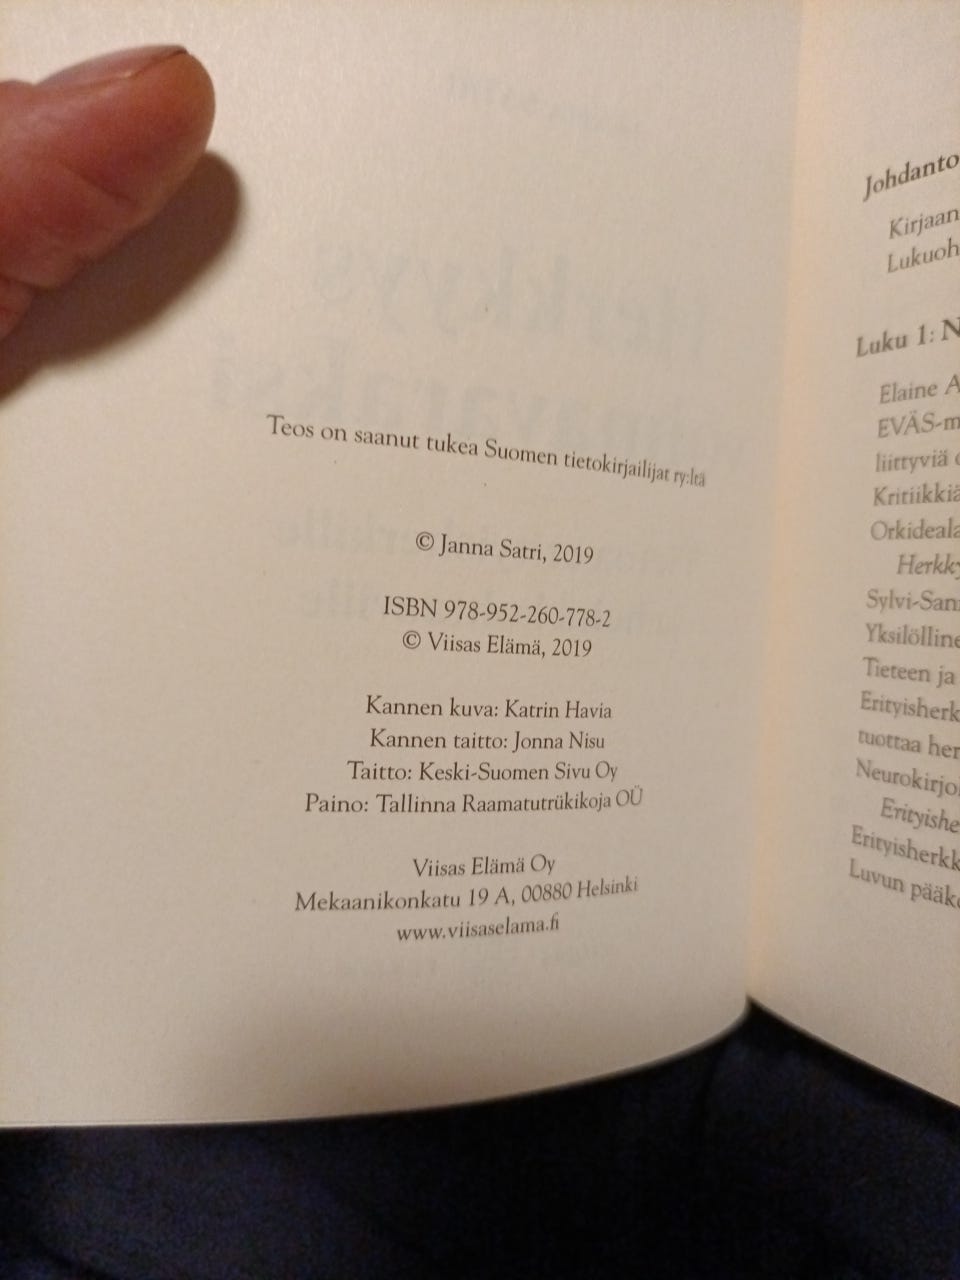 Teos on saanut tukea Suomen tietokirjailijat ry:ltä
© Janna Satri, 2019
ISBN 978-952-260-778-2
© Viisas Elämä, 2019
Kannen kuva: Katrin Havia
Kannen taitto: Jonna Nisu
Taitto: Keski-Suomen Sivu Oy
Paino: Tallinna Raamatutrükikoja OÜ
Viisas Elämä Oy
Mekaanikonkatu 19 A, 00880 Helsinki
www.viisaselama.fi
Johdanto
Kirjaan
Lukuoh
Luku 1: N
Elaine A
EVÄS-m
liittyviä
Kritiikkiä
Orkideala
Herkky
Sylvi-San
Yksilölline
Tieteen ja
Erityisherk
tuottaa her
Neurokirjo
Erityishe
Erityisherkk
Luvun pääk